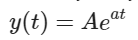 y(t) = Ae^{at}